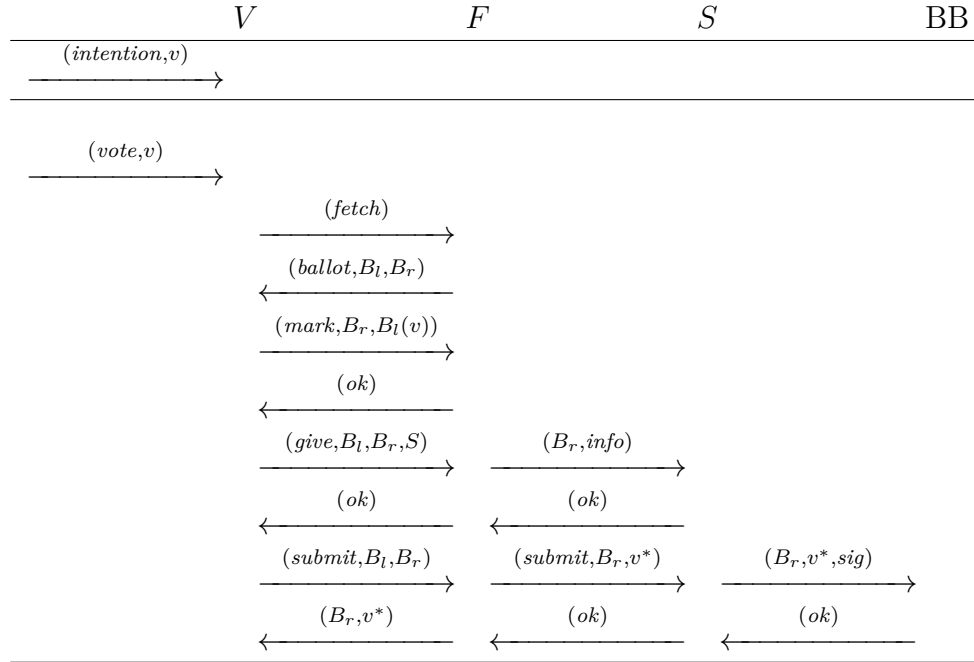 V F S BB
(intention,v)
(vote,v)
(fetch)
(ballot,B_l,B_r)
(mark,B_r,B_l(v))
(ok)
(give,B_l,B_r,S) (B_r,info)
(ok) (ok)
(submit,B_l,B_r) (submit,B_r,v*) (B_r,v*,sig)
(B_r,v*) (ok) (ok)